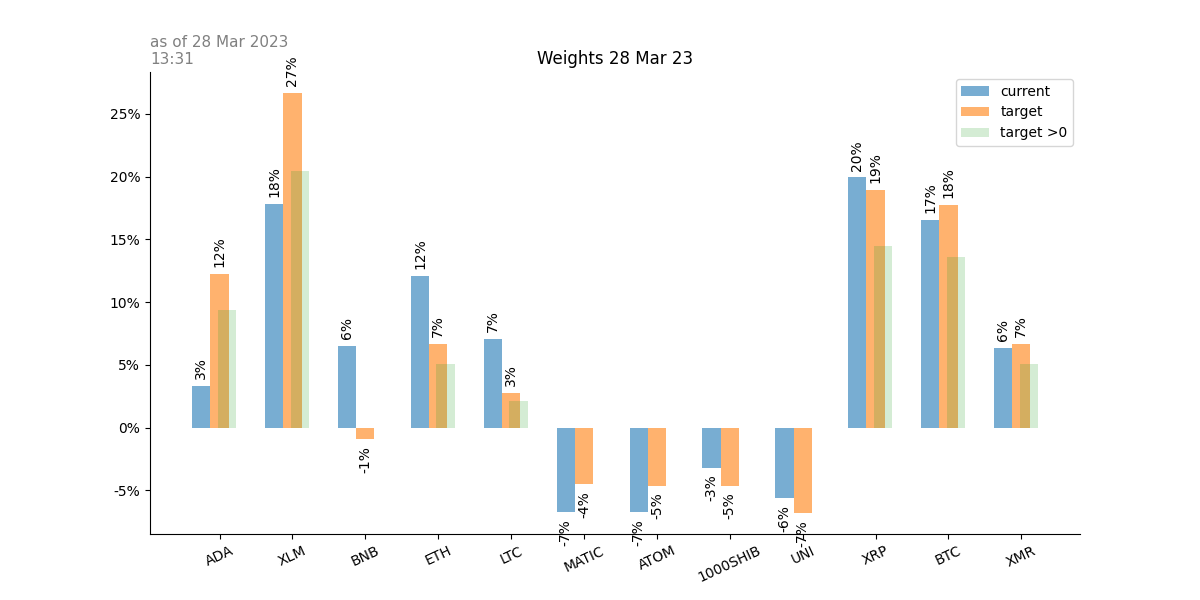 as of 28 Mar 2023
13:31
Weights 28 Mar 23
current
target
target >0
25%
20%
15%
10%
5%
0%
-5%
3%
12%
18%
27%
6%
-1%
12%
7%
7%
3%
-7%
-4%
-7%
-5%
-3%
-5%
-6%
-7%
20%
19%
17%
18%
6%
7%
ADA
XLM
BNB
ETH
LTC
MATIC
ATOM
1000SHIB
UNI
XRP
BTC
XMR